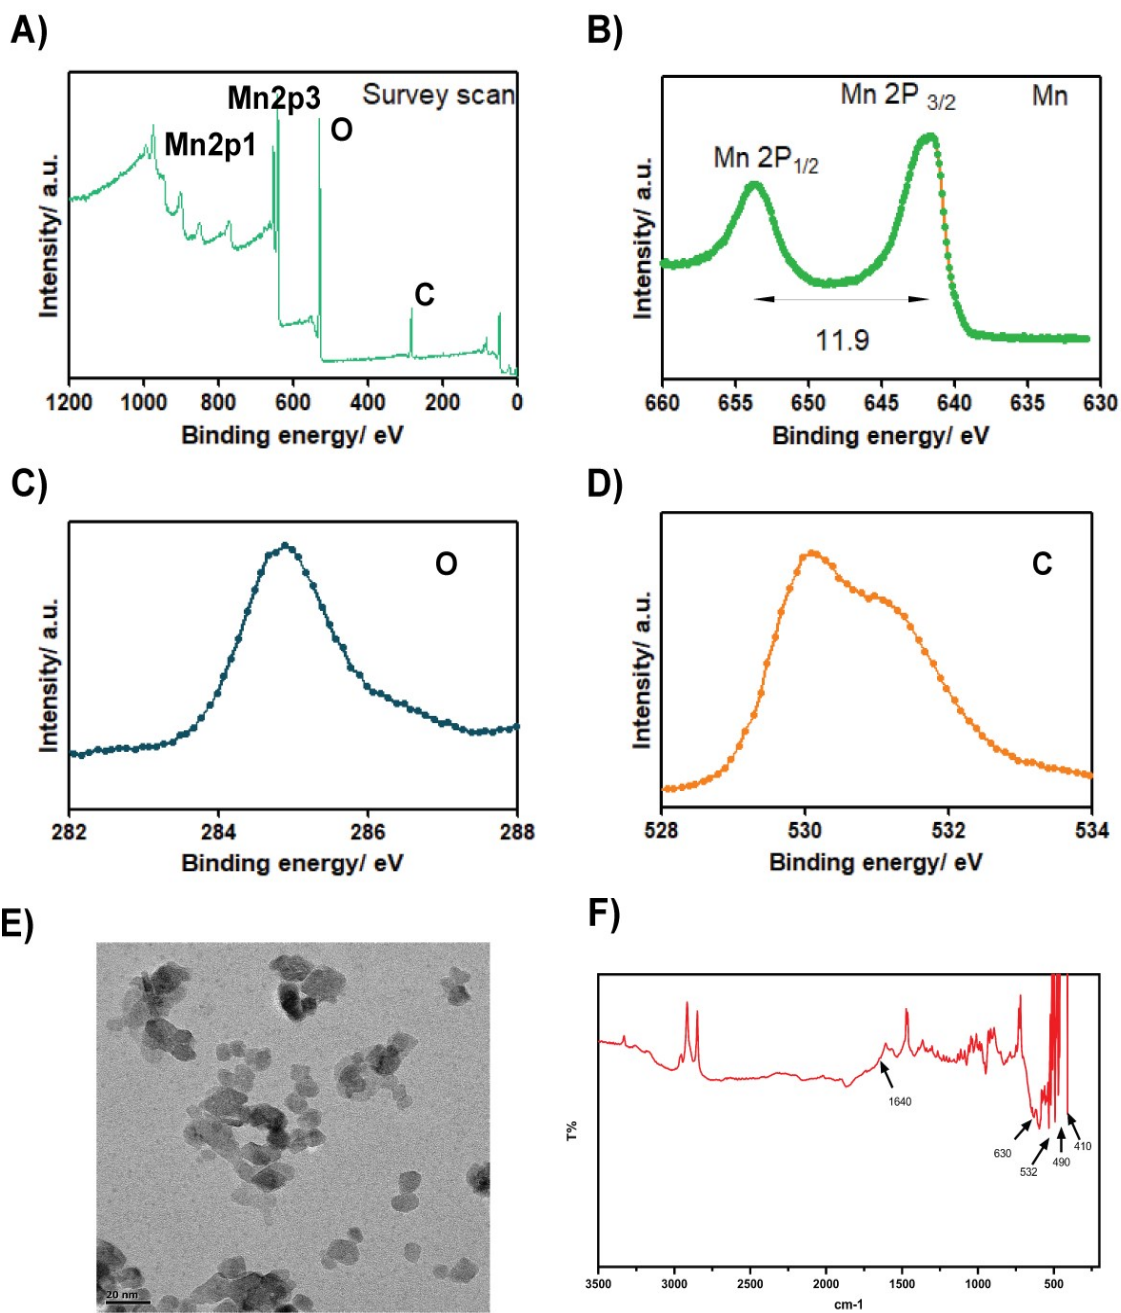 A)
Survey scan
Mn2p3
Mn2p1
O
C
Intensity/ a.u.
1200 1000 800 600 400 200 0
Binding energy/ eV
B)
Mn 2P 3/2
Mn
Mn 2P1/2
11.9
Intensity/ a.u.
660 655 650 645 640 635 630
Binding energy/ eV
C)
O
Intensity/ a.u.
282 284 286 288
Binding energy/ eV
D)
C
Intensity/ a.u.
528 530 532 534
Binding energy/ eV
E)
20 nm
F)
T%
1640
630
532
490
410
3500 3000 2500 2000 1500 1000 500
cm-1